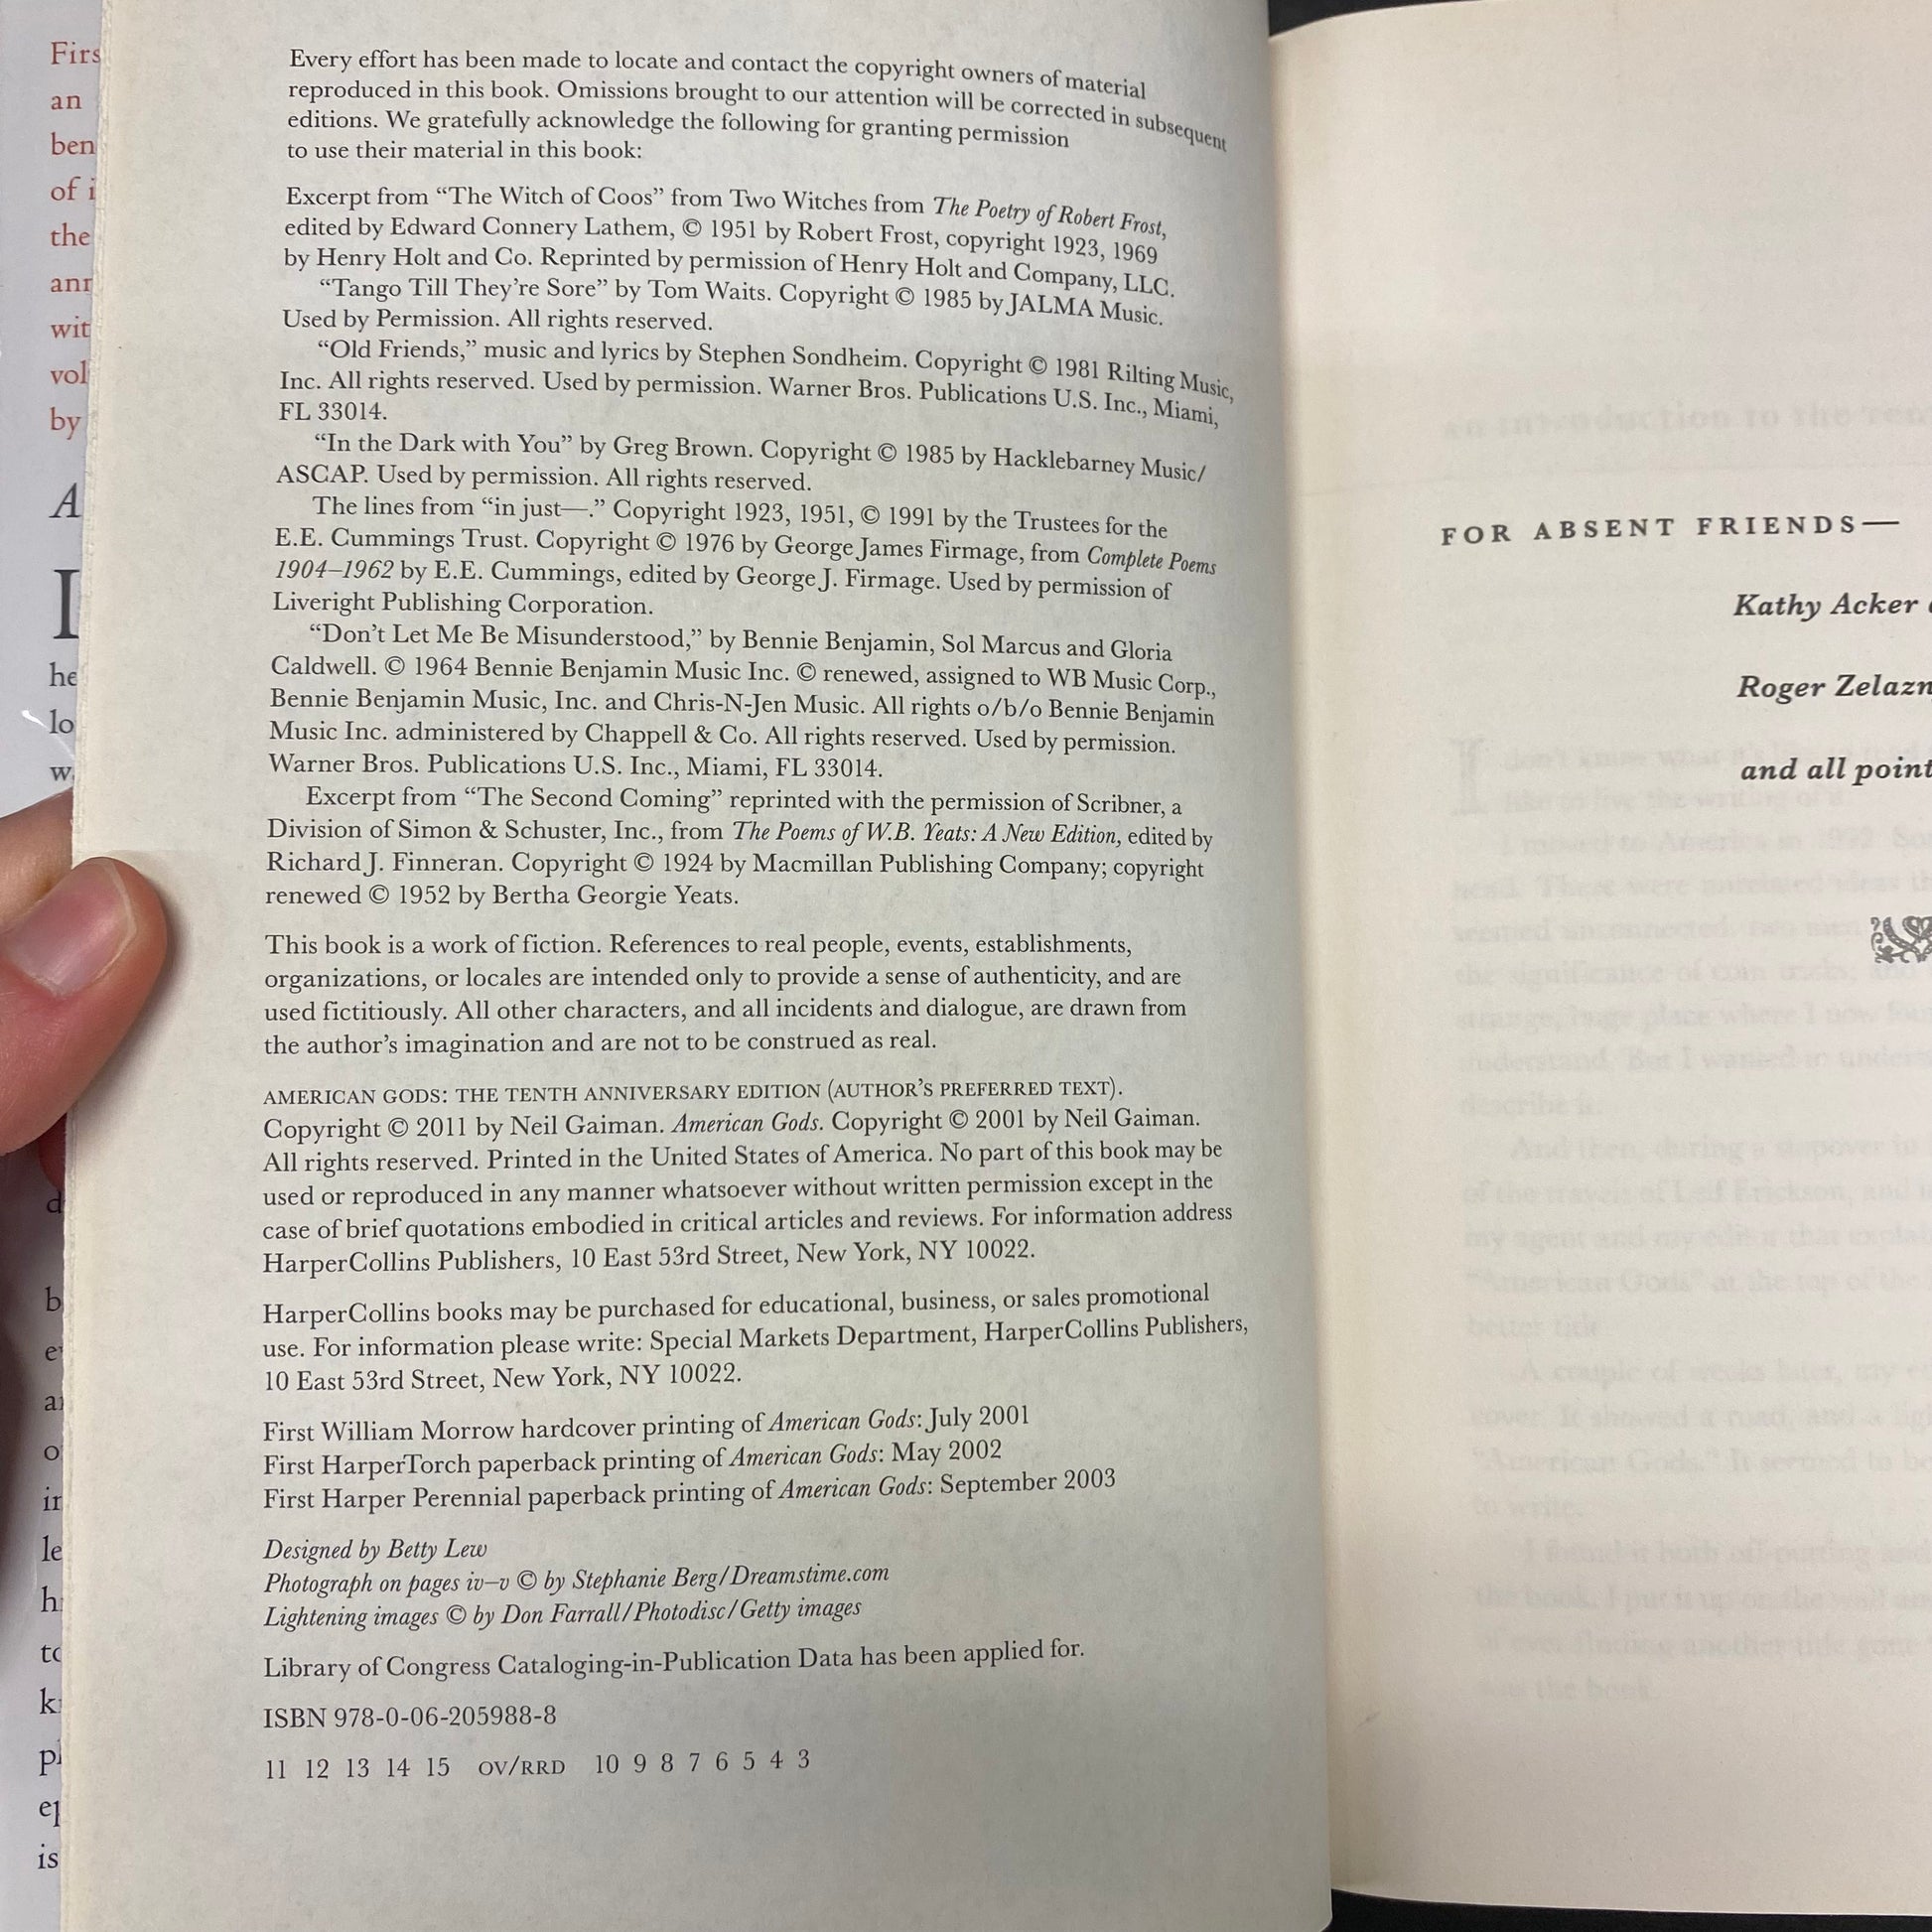 Every effort has been made to locate and contact the copyright owners of material
reproduced in this book. Omissions brought to our attention will be corrected in subsequent
editions. We gratefully acknowledge the following for granting permission
to use their material in this book:
Excerpt from “The Witch of Coos” from Two Witches from The Poetry of Robert Frost,
edited by Edward Connery Lathem, © 1951 by Robert Frost, copyright 1923, 1969
by Henry Holt and Co. Reprinted by permission of Henry Holt and Company, LLC.
“Tango Till They’re Sore” by Tom Waits. Copyright © 1985 by JALMA Music.
Used by Permission. All rights reserved.
“Old Friends,” music and lyrics by Stephen Sondheim. Copyright © 1981 Rilting Music,
Inc. All rights reserved. Used by permission. Warner Bros. Publications U.S. Inc., Miami,
FL 33014.
“In the Dark with You” by Greg Brown. Copyright © 1985 by Hacklebarney Music/
ASCAP. Used by permission. All rights reserved.
The lines from “in just—.” Copyright 1923, 1951, © 1991 by the Trustees for the
E.E. Cummings Trust. Copyright © 1976 by George James Firmage, from Complete Poems
1904–1962 by E.E. Cummings, edited by George J. Firmage. Used by permission of
Liveright Publishing Corporation.
“Don’t Let Me Be Misunderstood,” by Bennie Benjamin, Sol Marcus and Gloria
Caldwell. © 1964 Bennie Benjamin Music Inc. © renewed, assigned to WB Music Corp.,
Bennie Benjamin Music, Inc. and Chris-N-Jen Music. All rights o/b/o Bennie Benjamin
Music Inc. administered by Chappell & Co. All rights reserved. Used by permission.
Warner Bros. Publications U.S. Inc., Miami, FL 33014.
Excerpt from “The Second Coming” reprinted with the permission of Scribner, a
Division of Simon & Schuster, Inc., from The Poems of W.B. Yeats: A New Edition, edited by
Richard J. Finneran. Copyright © 1924 by Macmillan Publishing Company; copyright
renewed © 1952 by Bertha Georgie Yeats.
This book is a work of fiction. References to real people, events, establishments,
organizations, or locales are intended only to provide a sense of authenticity, and are
used fictitiously. All other characters, and all incidents and dialogue, are drawn from
the author’s imagination and are not to be construed as real.
AMERICAN GODS: THE TENTH ANNIVERSARY EDITION (AUTHOR’S PREFERRED TEXT).
Copyright © 2011 by Neil Gaiman. American Gods. Copyright © 2001 by Neil Gaiman.
All rights reserved. Printed in the United States of America. No part of this book may be
used or reproduced in any manner whatsoever without written permission except in the
case of brief quotations embodied in critical articles and reviews. For information address
HarperCollins Publishers, 10 East 53rd Street, New York, NY 10022.
HarperCollins books may be purchased for educational, business, or sales promotional
use. For information please write: Special Markets Department, HarperCollins Publishers,
10 East 53rd Street, New York, NY 10022.
First William Morrow hardcover printing of American Gods: July 2001
First HarperTorch paperback printing of American Gods: May 2002
First Harper Perennial paperback printing of American Gods: September 2003
Designed by Betty Lew
Photograph on pages iv–v © by Stephanie Berg/Dreamstime.com
Lightening images © by Don Farrall/Photodisc/Getty images
Library of Congress Cataloging-in-Publication Data has been applied for.
ISBN 978-0-06-205988-8
11 12 13 14 15 OV/RRD 10 9 8 7 6 5 4 3
FOR ABSENT FRIENDS—
Kathy Acker
Roger Zelazn
and all point